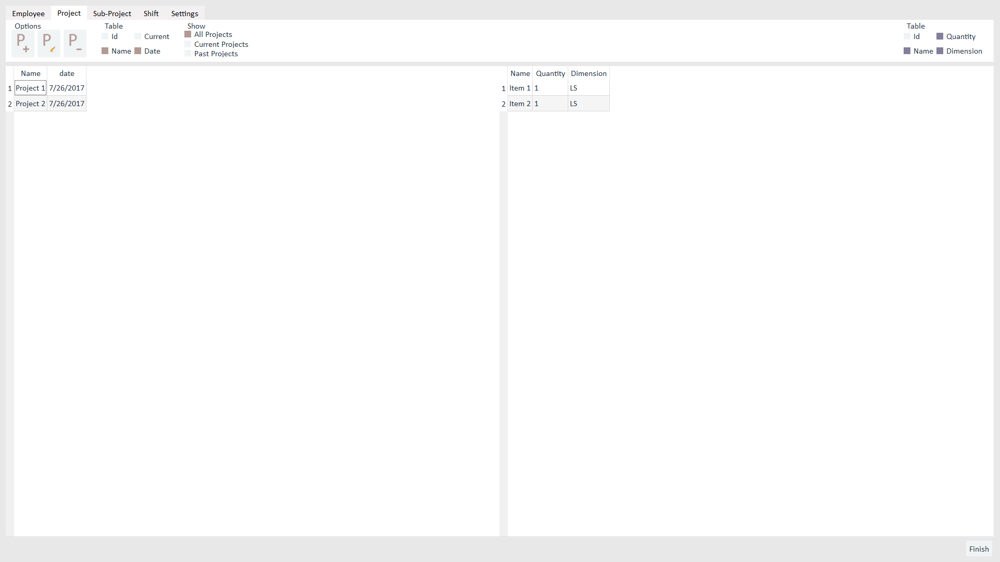 Employee Project Sub-Project Shift Settings
Options Table Show Table
P+ P P-
Id Current
Name Date
All Projects
Current Projects
Past Projects
Id Quantity
Name Dimension
Name date
1 Project 1 7/26/2017
2 Project 2 7/26/2017
Name Quantity Dimension
1 Item 1 1 LS
2 Item 2 1 LS
Finish